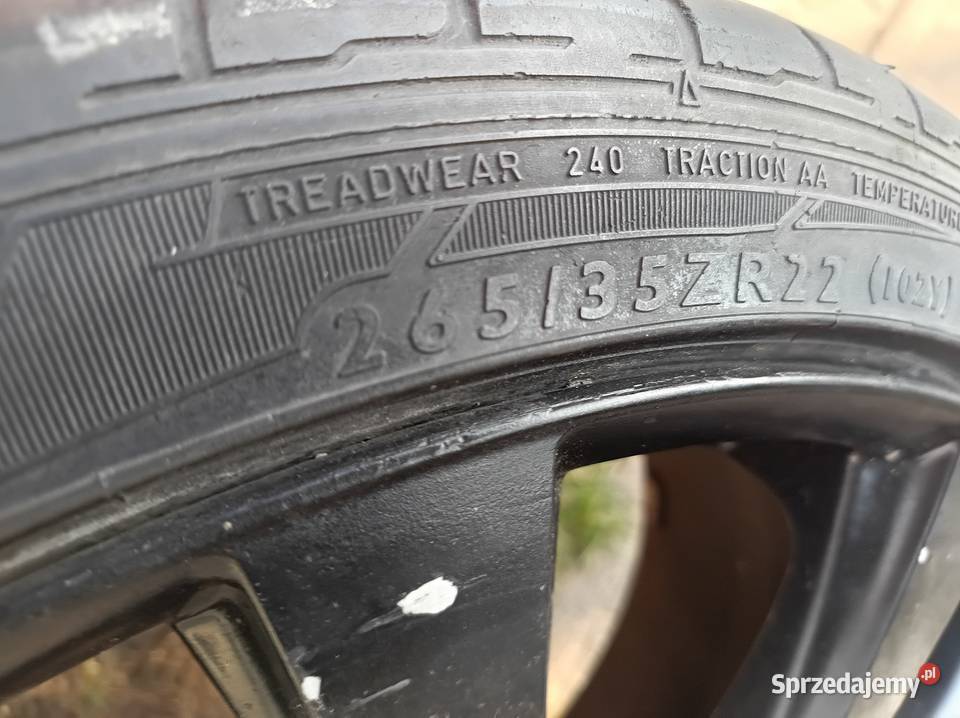 TREADWEAR 240 TRACTION AA TEMPERATURE
265/35ZR22 (102Y)
Sprzedajemy.pl